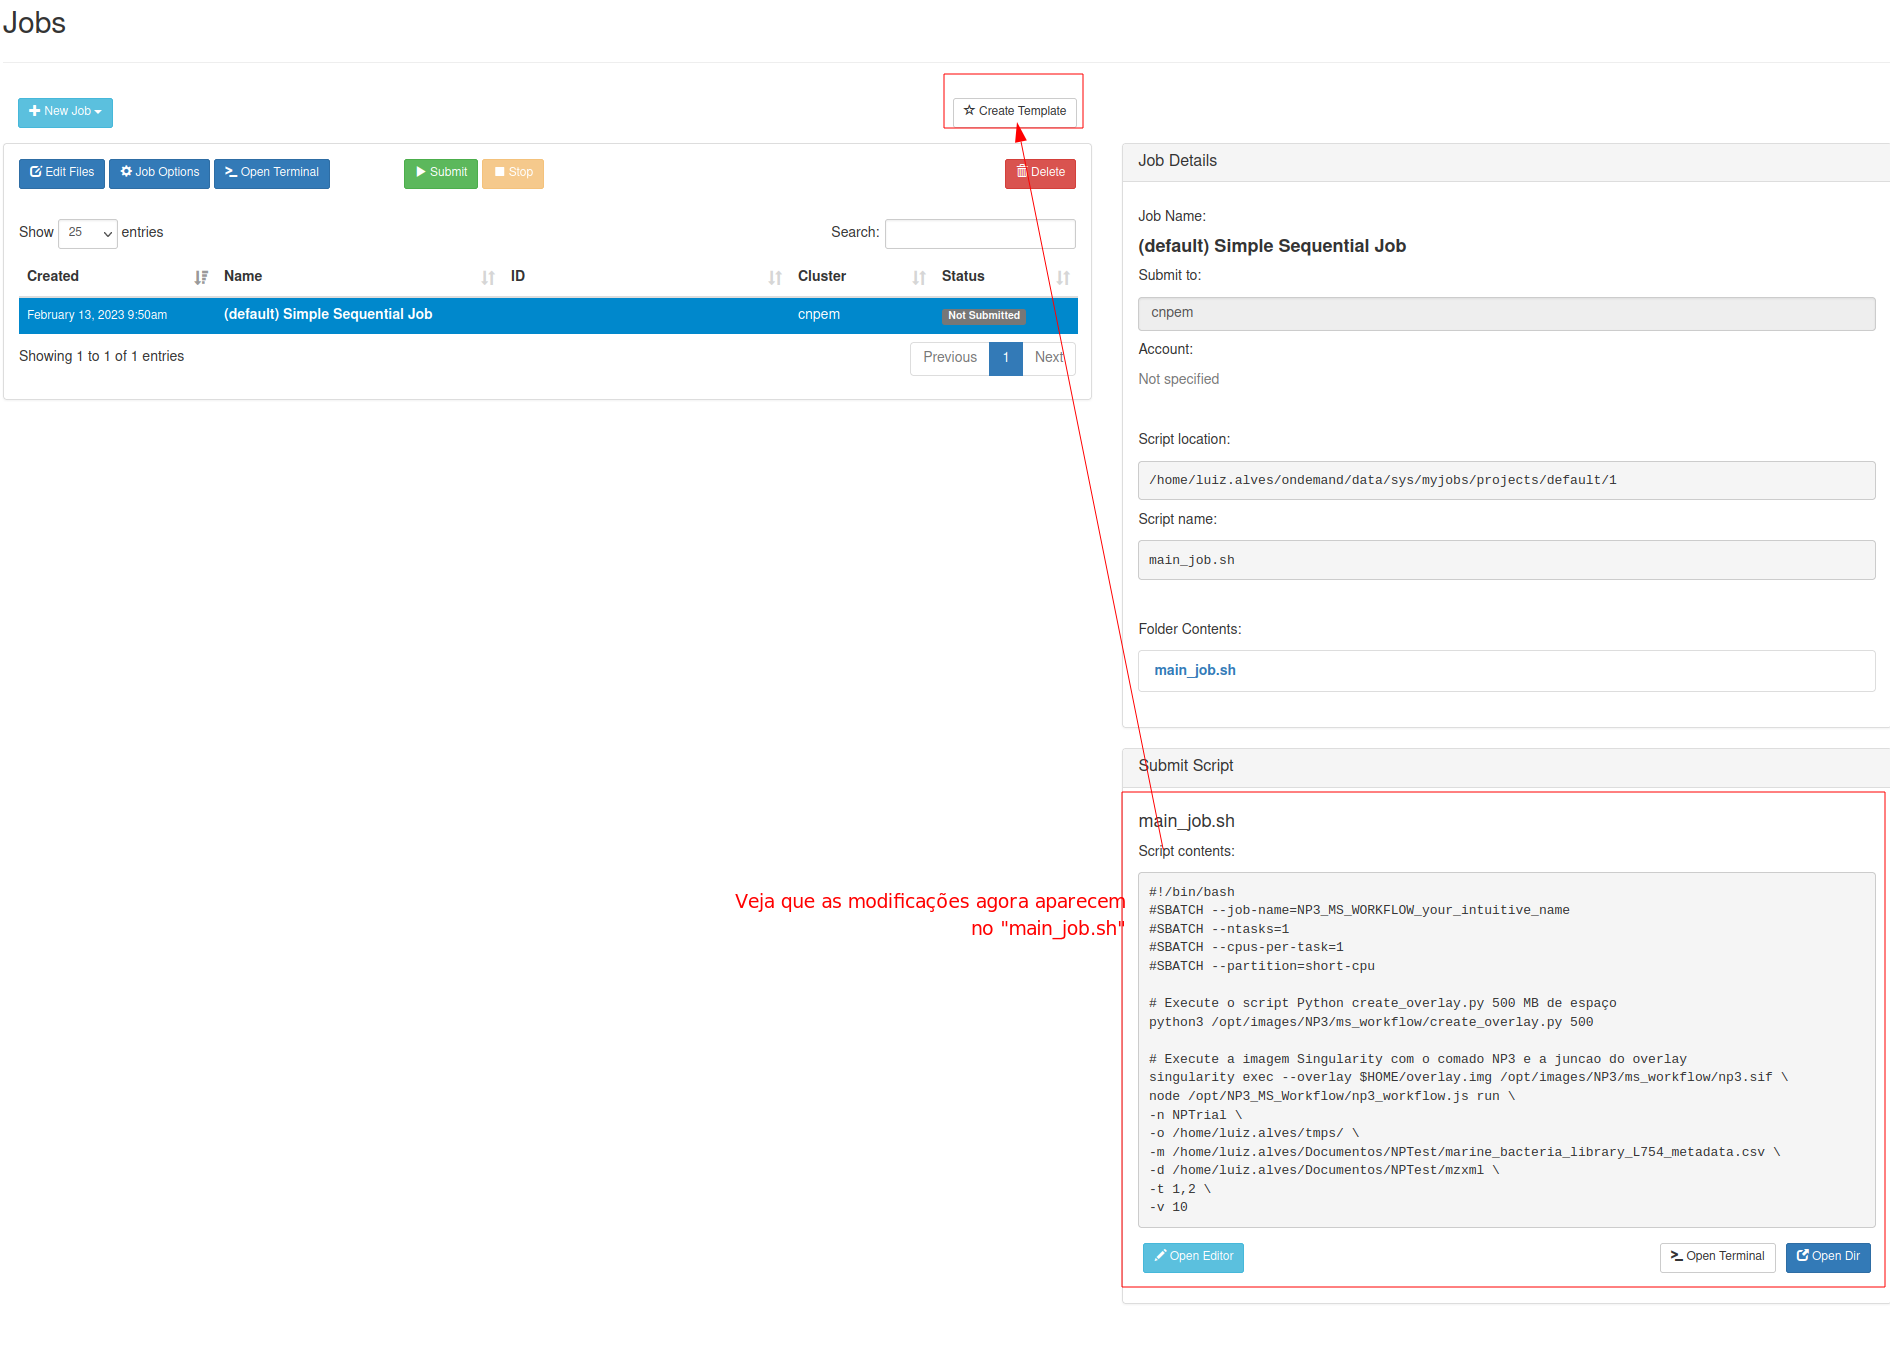 Jobs
New Job
Create Template
Edit Files Job Options Open Terminal Submit Stop Delete
Show 25 entries Search:
Created Name ID Cluster Status
February 13, 2023 9:50am (default) Simple Sequential Job cnpem Not Submitted
Showing 1 to 1 of 1 entries Previous 1 Next
Job Details
Job Name:
(default) Simple Sequential Job
Submit to:
cnpem
Account:
Not specified
Script location:
/home/luiz.alves/ondemand/data/sys/myjobs/projects/default/1
Script name:
main_job.sh
Folder Contents:
main_job.sh
Submit Script
main_job.sh
Script contents:
Veja que as modificações agora aparecem
no "main_job.sh"
#!/bin/bash
#SBATCH --job-name=NP3_MS_WORKFLOW_your_intuitive_name
#SBATCH --ntasks=1
#SBATCH --cpus-per-task=1
#SBATCH --partition=short-cpu
# Execute o script Python create_overlay.py 500 MB de espaço
python3 /opt/images/NP3/ms_workflow/create_overlay.py 500
# Execute a imagem Singularity com o comado NP3 e a juncao do overlay
singularity exec --overlay $HOME/overlay.img /opt/images/NP3/ms_workflow/np3.sif \
node /opt/NP3_MS_Workflow/np3_workflow.js run \
-n NPTrial \
-o /home/luiz.alves/tmps/ \
-m /home/luiz.alves/Documentos/NPTest/marine_bacteria_library_L754_metadata.csv \
-d /home/luiz.alves/Documentos/NPTest/mzxml \
-t 1,2 \
-v 10
Open Editor Open Terminal Open Dir